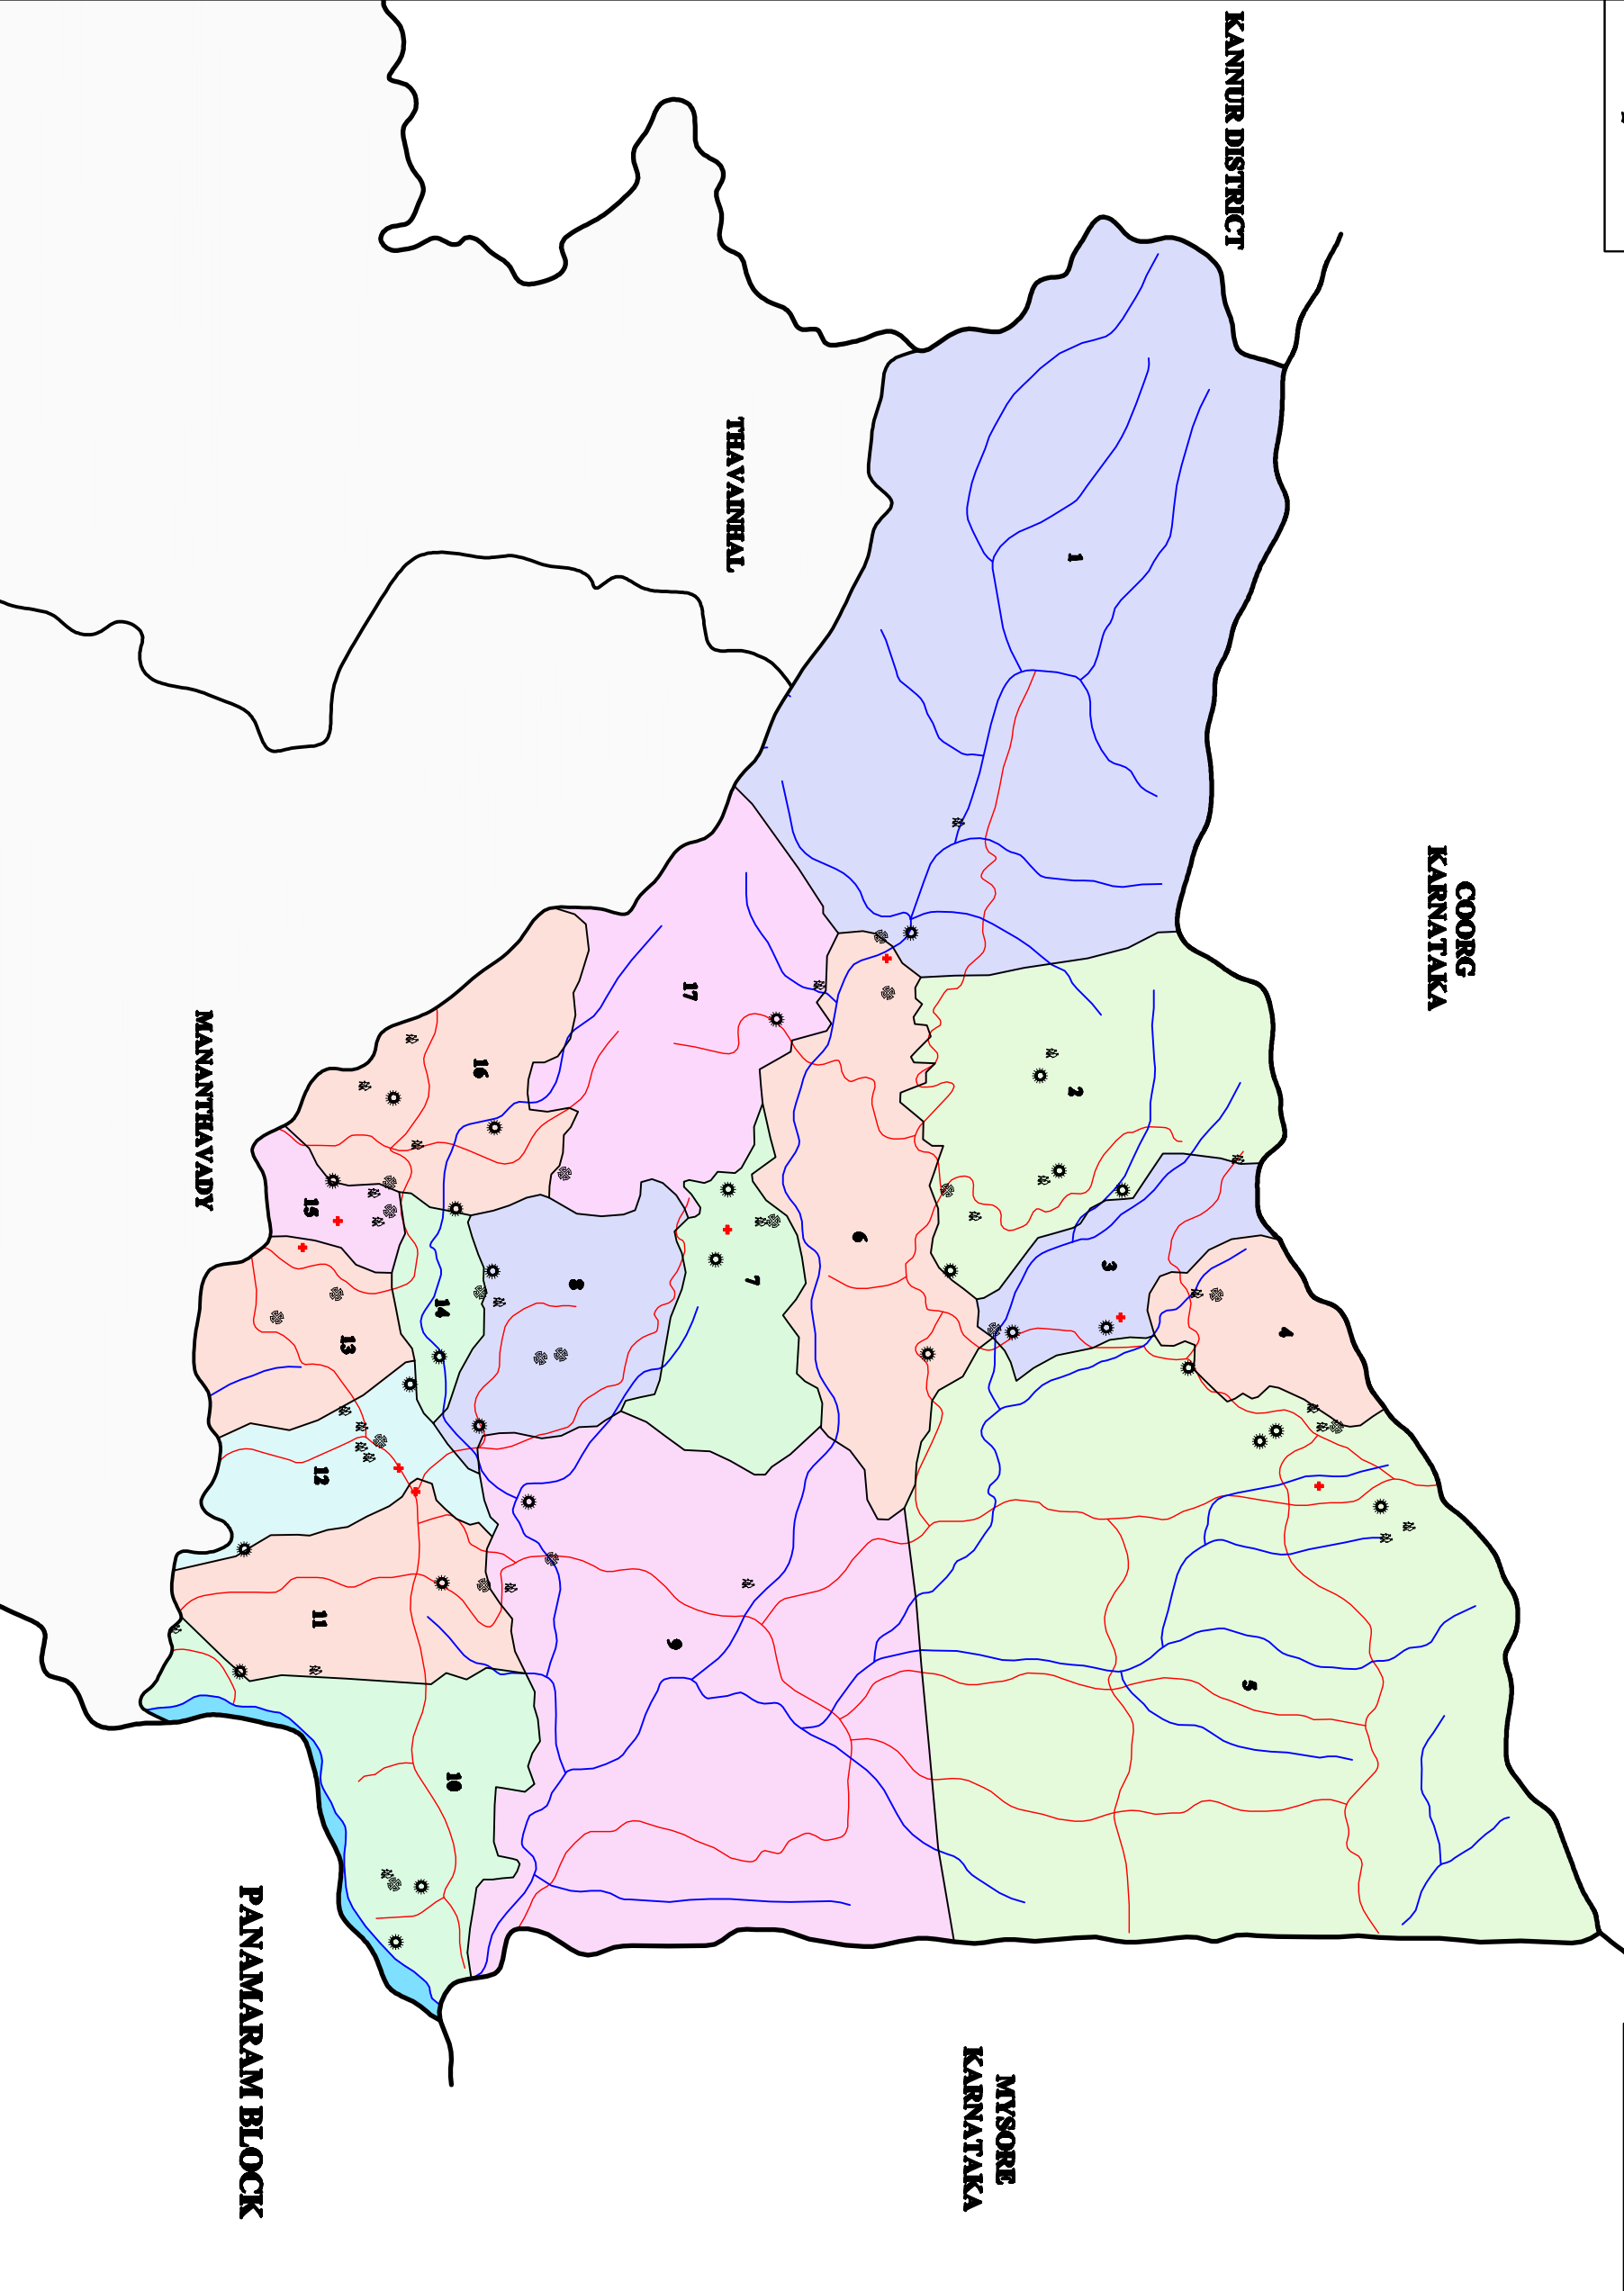 KANNUR DISTRICT
COORG
KARNATAKA
THAVAINHAL
MANANTHAVADY
PANAMARAM BLOCK
MYSORE
KARNATAKA
1
2
3
4
5
6
7
8
9
10
11
12
13
14
15
16
17